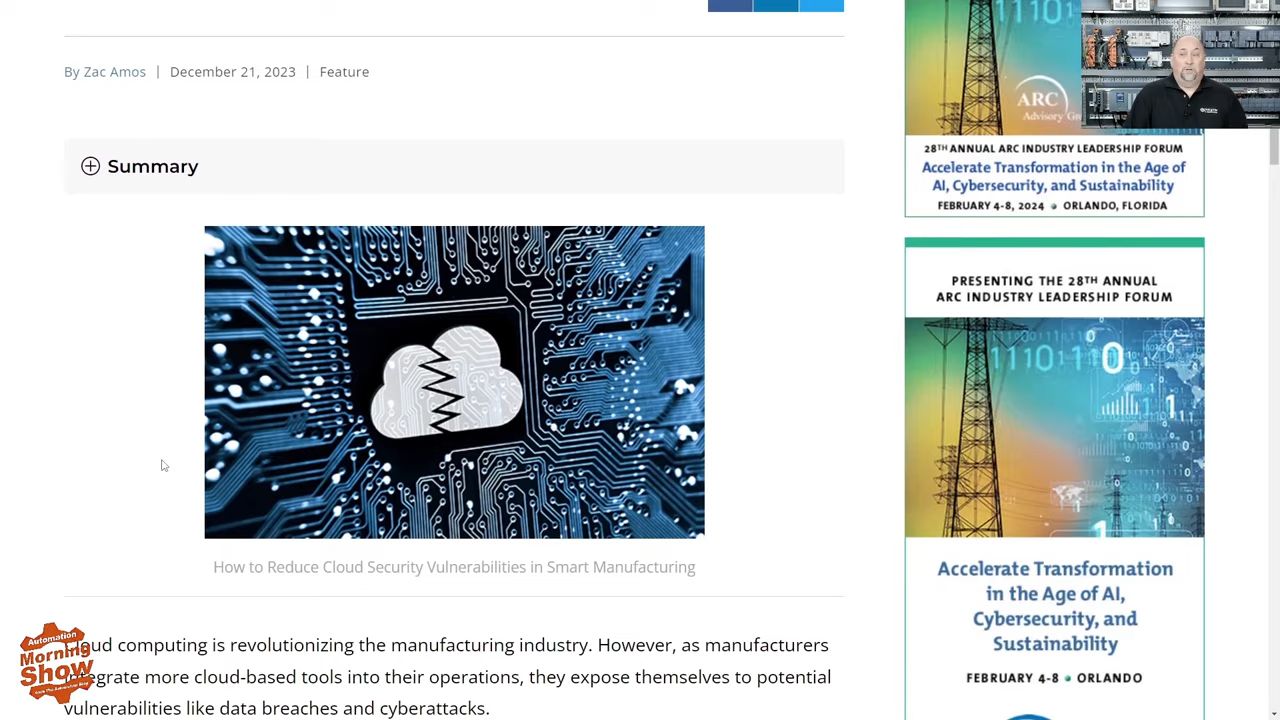 By Zac Amos | December 21, 2023 | Feature
Summary
How to Reduce Cloud Security Vulnerabilities in Smart Manufacturing
Cloud computing is revolutionizing the manufacturing industry. However, as manufacturers
integrate more cloud-based tools into their operations, they expose themselves to potential
vulnerabilities like data breaches and cyberattacks.
Automation
Morning
Show
ARC
Advisory
28TH ANNUAL ARC INDUSTRY LEADERSHIP FORUM
Accelerate Transformation in the Age of
AI, Cybersecurity, and Sustainability
FEBRUARY 4-8, 2024 • ORLANDO, FLORIDA
PRESENTING THE 28TH ANNUAL
ARC INDUSTRY LEADERSHIP FORUM
Accelerate Transformation
in the Age of AI,
Cybersecurity, and
Sustainability
FEBRUARY 4-8 • ORLANDO